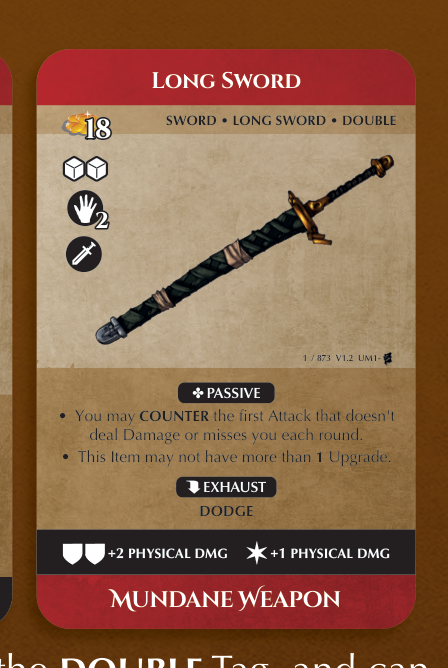 Long Sword
18
SWORD • LONG SWORD • DOUBLE
2
1 / 873 V1.2 UM1-
PASSIVE
• You may COUNTER the first Attack that doesn't
deal Damage or misses you each round.
• This Item may not have more than 1 Upgrade.
EXHAUST
DODGE
+2 PHYSICAL DMG +1 PHYSICAL DMG
Mundane Weapon
the DOUBLE Tag, and can